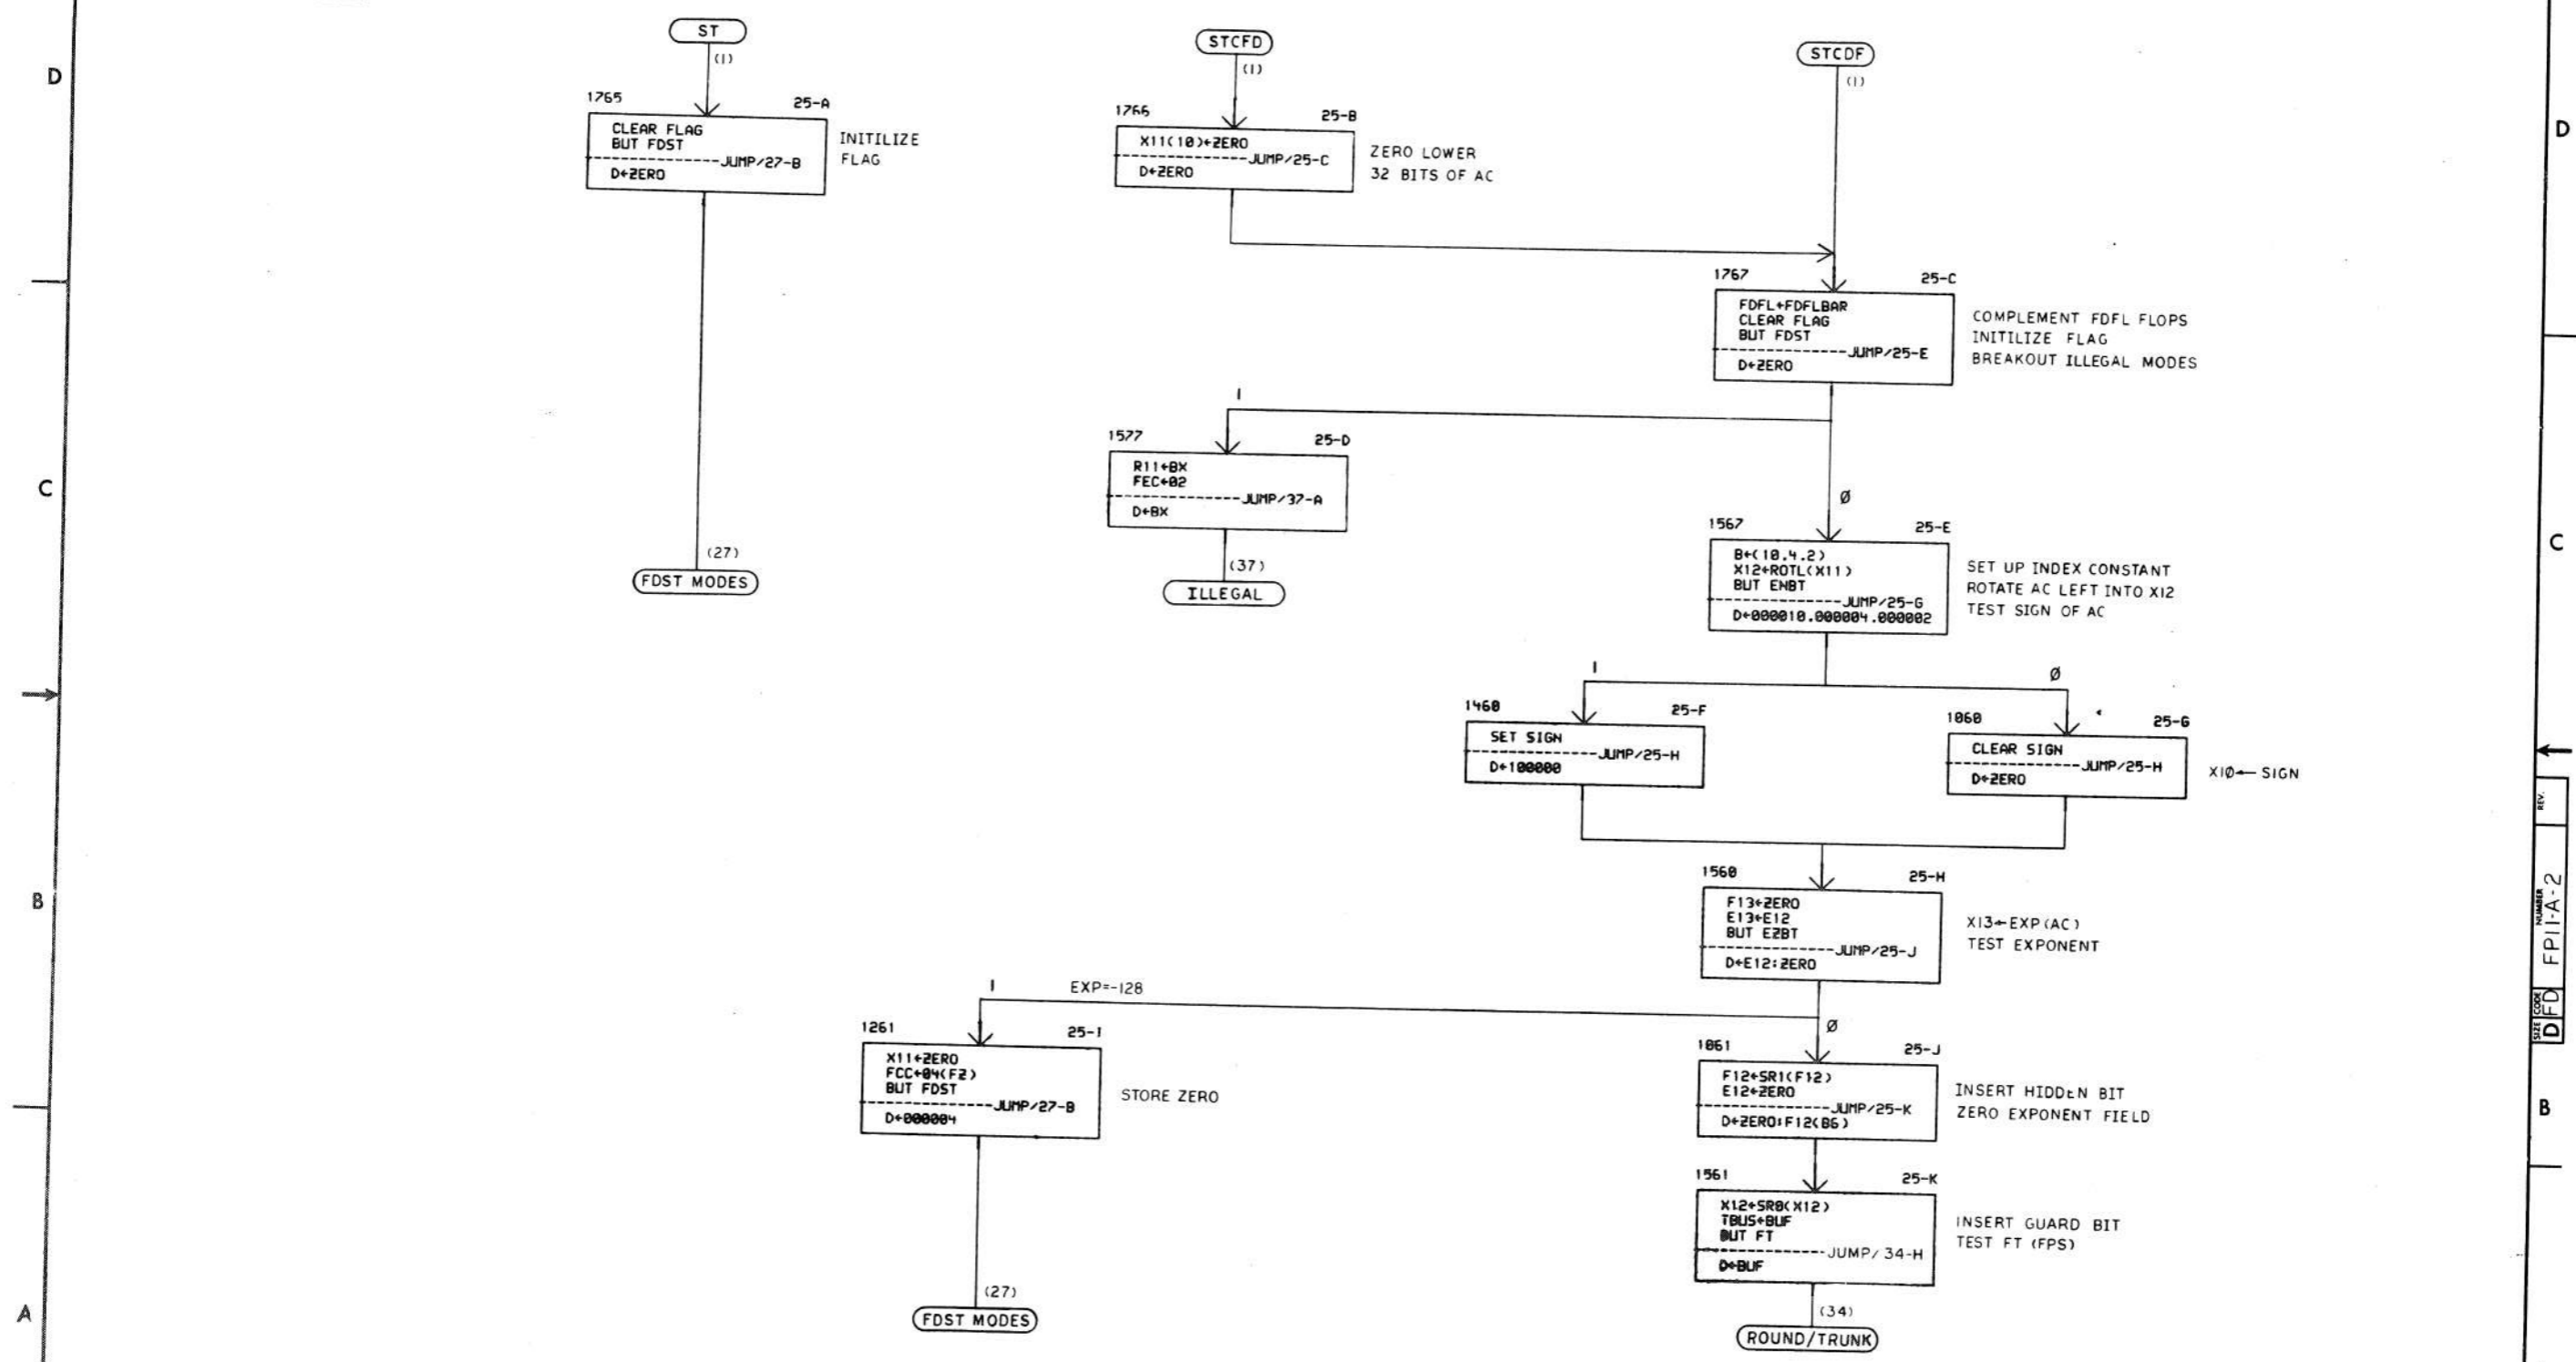 ST
(1)
1765 25-A
CLEAR FLAG
BUT FDST
JUMP/27-B
D←ZERO
INITILIZE
FLAG
(27)
FDST MODES
STCFD
(1)
1766 25-B
X11(10)←ZERO
JUMP/25-C
D←ZERO
ZERO LOWER
32 BITS OF AC
STCDF
(1)
1767 25-C
FDFL←FDFLBAR
CLEAR FLAG
BUT FDST
JUMP/25-E
D←ZERO
COMPLEMENT FDFL FLOPS
INITILIZE FLAG
BREAKOUT ILLEGAL MODES
1
1577 25-D
R11←BX
FEC←02
JUMP/37-A
D←BX
(37)
ILLEGAL
Ø
1567 25-E
B←(10.4.2)
X12←ROTL(X11)
BUT ENBT
JUMP/25-G
D←000010.000004.000002
SET UP INDEX CONSTANT
ROTATE AC LEFT INTO X12
TEST SIGN OF AC
1
Ø
1460 25-F
SET SIGN
JUMP/25-H
D←100000
1060 25-G
CLEAR SIGN
JUMP/25-H
D←ZERO
X1Ø← SIGN
1560 25-H
F13←ZERO
E13←E12
BUT EZBT
JUMP/25-J
D←E12:ZERO
X13←EXP(AC)
TEST EXPONENT
1
EXP=-128
Ø
1261 25-I
X11←ZERO
FCC←04(FZ)
BUT FDST
JUMP/27-B
D←000004
STORE ZERO
(27)
FDST MODES
1061 25-J
F12←SR1(F12)
E12←ZERO
JUMP/25-K
D←ZERO:F12(B6)
INSERT HIDDEN BIT
ZERO EXPONENT FIELD
1561 25-K
X12←SR0(X12)
TBUS←BUF
BUT FT
JUMP/34-H
D←BUF
INSERT GUARD BIT
TEST FT (FPS)
(34)
ROUND/TRUNK
D
C
B
A
D
C
B
REV.
NUMBER
FP11-A-2
SIZE CODE
D FD